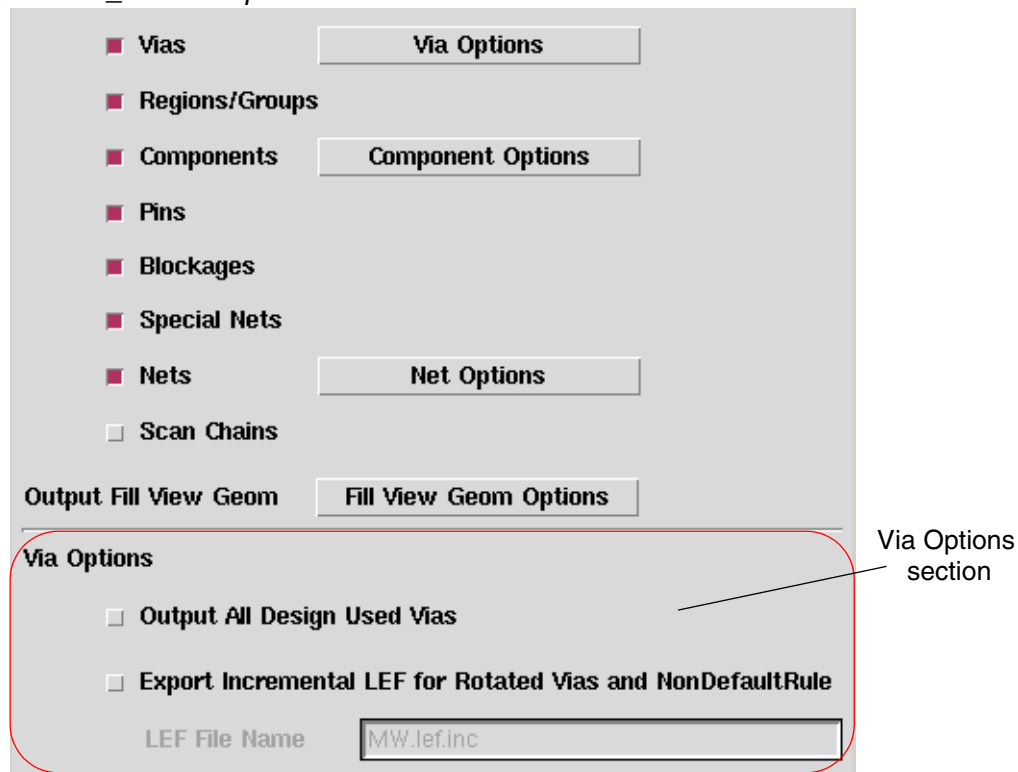 Vias Via Options
Regions/Groups
Components Component Options
Pins
Blockages
Special Nets
Nets Net Options
Scan Chains
Output Fill View Geom Fill View Geom Options
Via Options
Via Options
section
Output All Design Used Vias
Export Incremental LEF for Rotated Vias and NonDefaultRule
LEF File Name MW.lef.inc